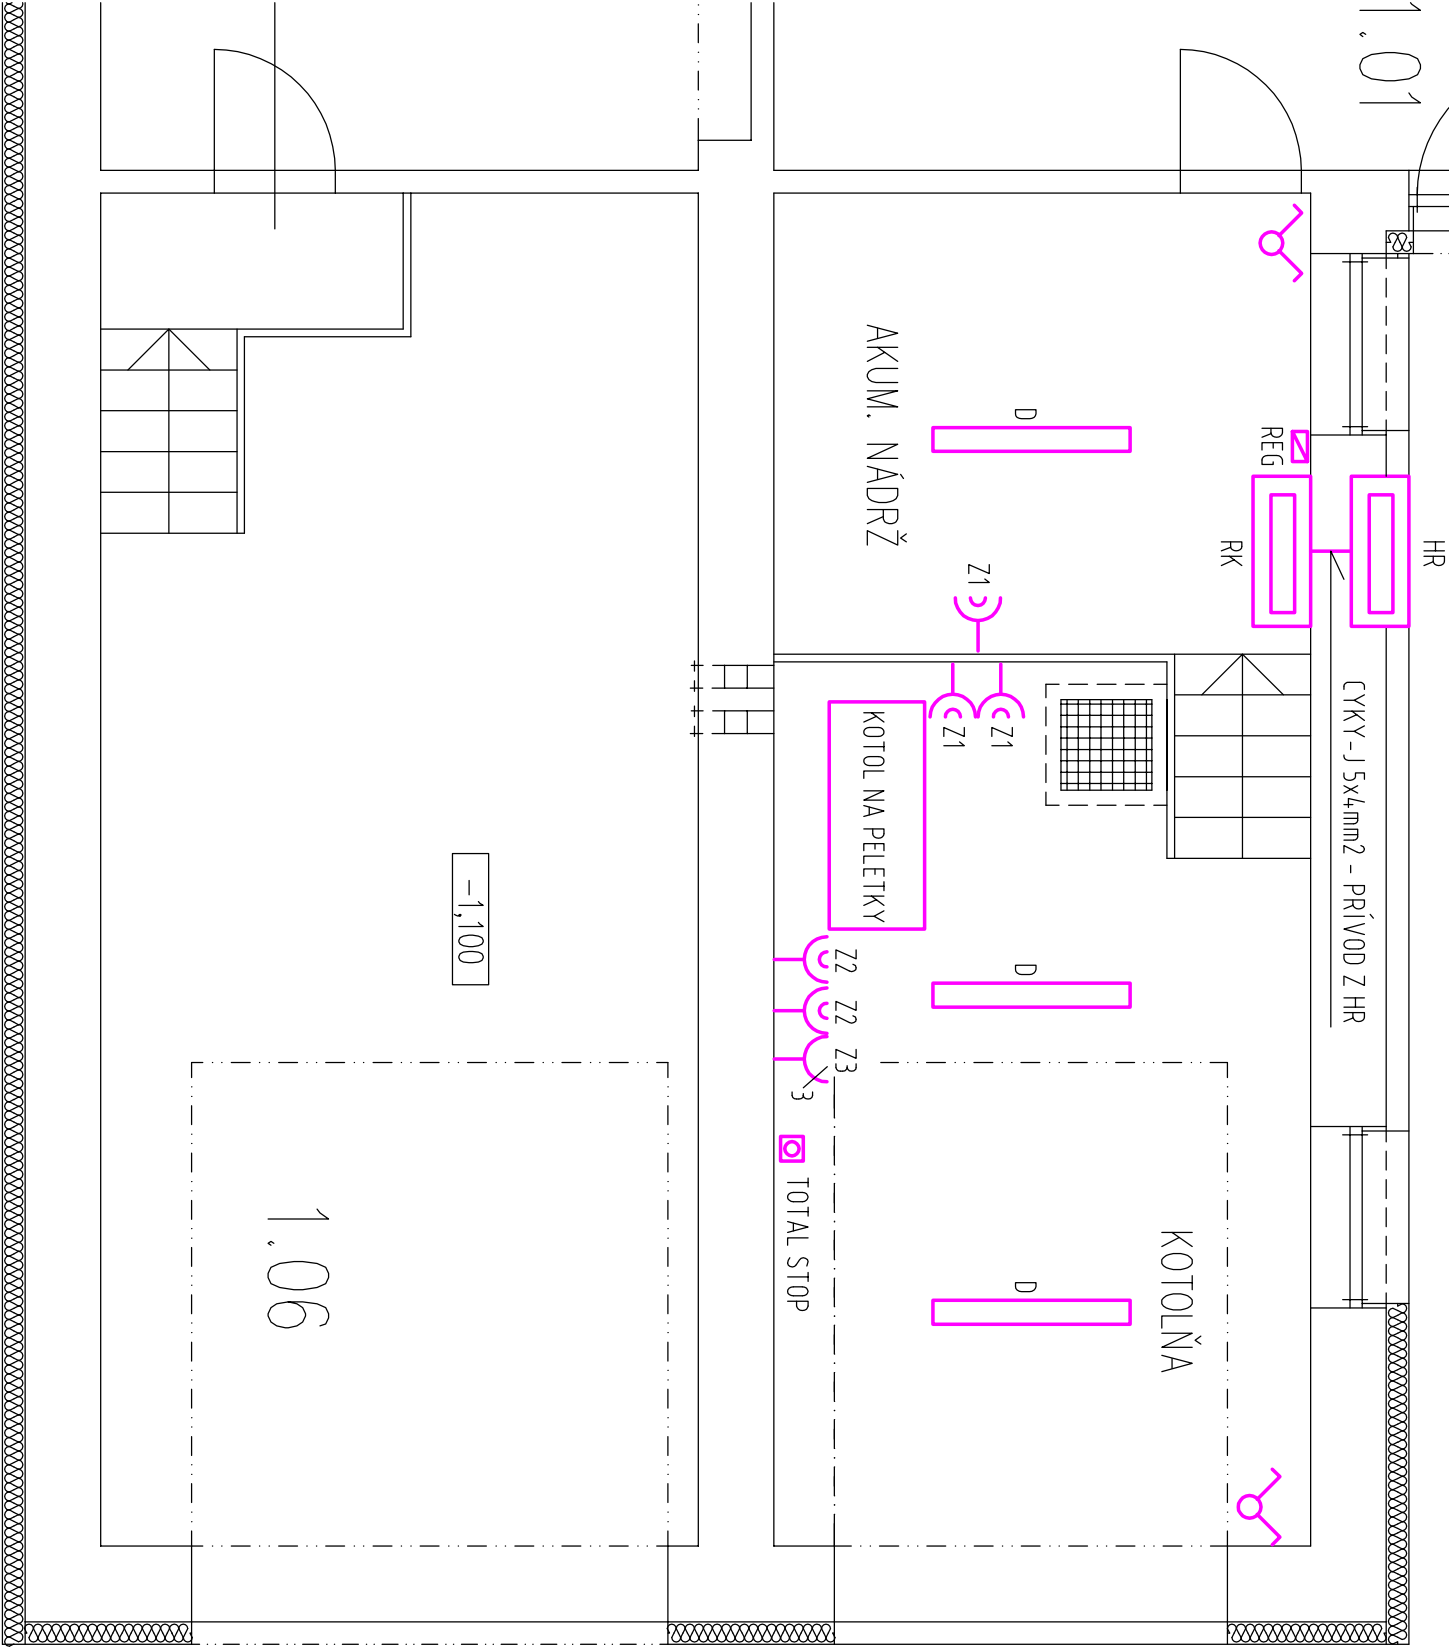 1.01
HR
REG
RK
CYKY-J 5x4mm2 - PRÍVOD Z HR
D
AKUM. NÁDRŽ
Z1
Z1
Z1
KOTOL NA PELETKY
D
Z2
Z2
Z3
3
TOTAL STOP
D
KOTOLŇA
-1,100
1.06